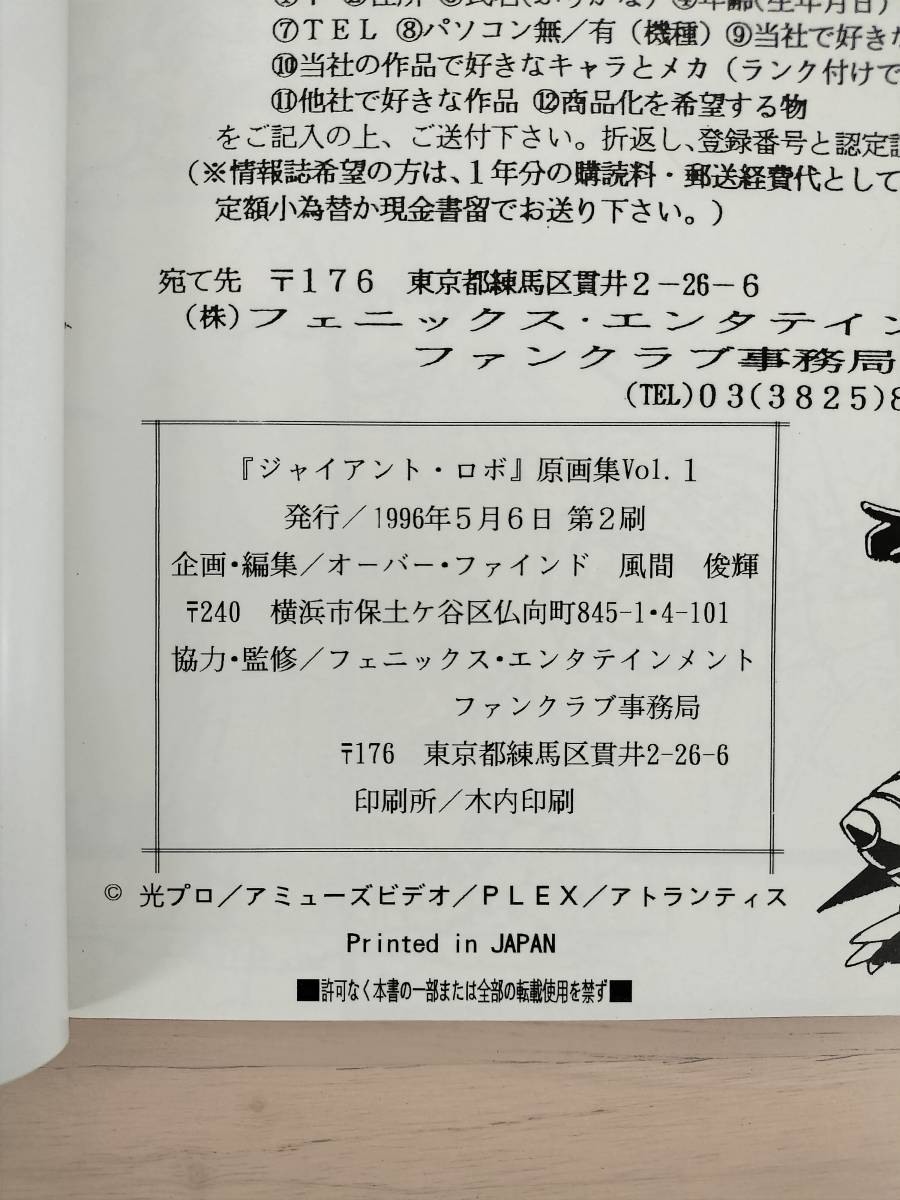 ⑦ＴＥＬ ⑧パソコン無／有（機種）⑨当社で好きな
⑩当社の作品で好きなキャラとメカ（ランク付けで
⑪他社で好きな作品 ⑫商品化を希望する物
をご記入の上、ご送付下さい。折返し、登録番号と認定証
（※情報誌希望の方は、１年分の購読料・郵送経費代として
定額小為替か現金書留でお送り下さい。）
宛て先 〒１７６ 東京都練馬区貫井２－26－６
（株）フェニックス・エンタテイン
ファンクラブ事務局
（TEL）０３（３８２５）８
『ジャイアント・ロボ』原画集Vol.１
発行／1996年５月６日 第２刷
企画・編集／オーバー・ファインド 風間 俊輝
〒240 横浜市保土ケ谷区仏向町845-1・4-101
協力・監修／フェニックス・エンタテインメント
ファンクラブ事務局
〒176 東京都練馬区貫井2-26-6
印刷所／木内印刷
© 光プロ／アミューズビデオ／ＰＬＥＸ／アトランティス
Printed in JAPAN
■許可なく本書の一部または全部の転載使用を禁ず■